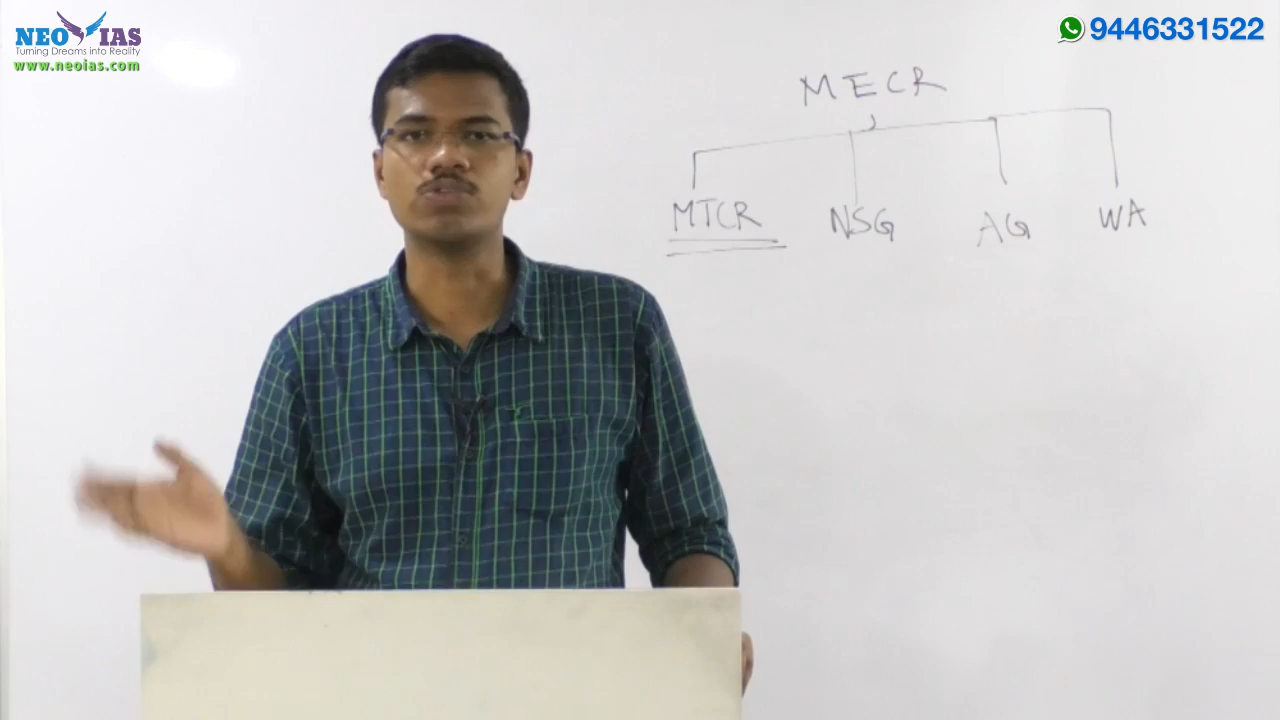 NEO IAS
Turning Dreams into Reality
www.neoias.com
9446331522
MECR
MTCR NSG AG WA